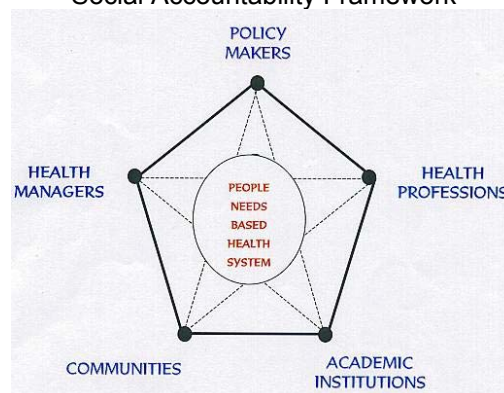 Social Accountability Framework
POLICY
MAKERS
HEALTH
MANAGERS
HEALTH
PROFESSIONS
PEOPLE
NEEDS
BASED
HEALTH
SYSTEM
COMMUNITIES
ACADEMIC
INSTITUTIONS